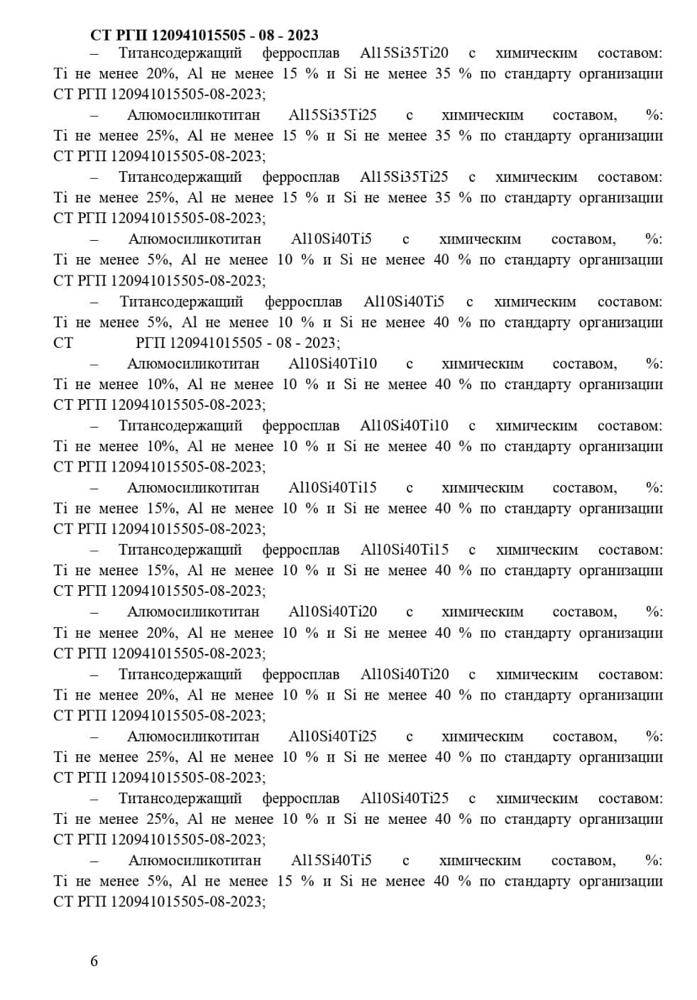 СТ РГП 120941015505 - 08 - 2023
– Титансодержащий ферросплав Al15Si35Ti20 с химическим составом:
Ti не менее 20%, Al не менее 15 % и Si не менее 35 % по стандарту организации
СТ РГП 120941015505-08-2023;
– Алюмосиликотитан Al15Si35Ti25 с химическим составом, %:
Ti не менее 25%, Al не менее 15 % и Si не менее 35 % по стандарту организации
СТ РГП 120941015505-08-2023;
– Титансодержащий ферросплав Al15Si35Ti25 с химическим составом:
Ti не менее 25%, Al не менее 15 % и Si не менее 35 % по стандарту организации
СТ РГП 120941015505-08-2023;
– Алюмосиликотитан Al10Si40Ti5 с химическим составом, %:
Ti не менее 5%, Al не менее 10 % и Si не менее 40 % по стандарту организации
СТ РГП 120941015505-08-2023;
– Титансодержащий ферросплав Al10Si40Ti5 с химическим составом:
Ti не менее 5%, Al не менее 10 % и Si не менее 40 % по стандарту организации
СТ РГП 120941015505 - 08 - 2023;
– Алюмосиликотитан Al10Si40Ti10 с химическим составом, %:
Ti не менее 10%, Al не менее 10 % и Si не менее 40 % по стандарту организации
СТ РГП 120941015505-08-2023;
– Титансодержащий ферросплав Al10Si40Ti10 с химическим составом:
Ti не менее 10%, Al не менее 10 % и Si не менее 40 % по стандарту организации
СТ РГП 120941015505-08-2023;
– Алюмосиликотитан Al10Si40Ti15 с химическим составом, %:
Ti не менее 15%, Al не менее 10 % и Si не менее 40 % по стандарту организации
СТ РГП 120941015505-08-2023;
– Титансодержащий ферросплав Al10Si40Ti15 с химическим составом:
Ti не менее 15%, Al не менее 10 % и Si не менее 40 % по стандарту организации
СТ РГП 120941015505-08-2023;
– Алюмосиликотитан Al10Si40Ti20 с химическим составом, %:
Ti не менее 20%, Al не менее 10 % и Si не менее 40 % по стандарту организации
СТ РГП 120941015505-08-2023;
– Титансодержащий ферросплав Al10Si40Ti20 с химическим составом:
Ti не менее 20%, Al не менее 10 % и Si не менее 40 % по стандарту организации
СТ РГП 120941015505-08-2023;
– Алюмосиликотитан Al10Si40Ti25 с химическим составом, %:
Ti не менее 25%, Al не менее 10 % и Si не менее 40 % по стандарту организации
СТ РГП 120941015505-08-2023;
– Титансодержащий ферросплав Al10Si40Ti25 с химическим составом:
Ti не менее 25%, Al не менее 10 % и Si не менее 40 % по стандарту организации
СТ РГП 120941015505-08-2023;
– Алюмосиликотитан Al15Si40Ti5 с химическим составом, %:
Ti не менее 5%, Al не менее 15 % и Si не менее 40 % по стандарту организации
СТ РГП 120941015505-08-2023;
6